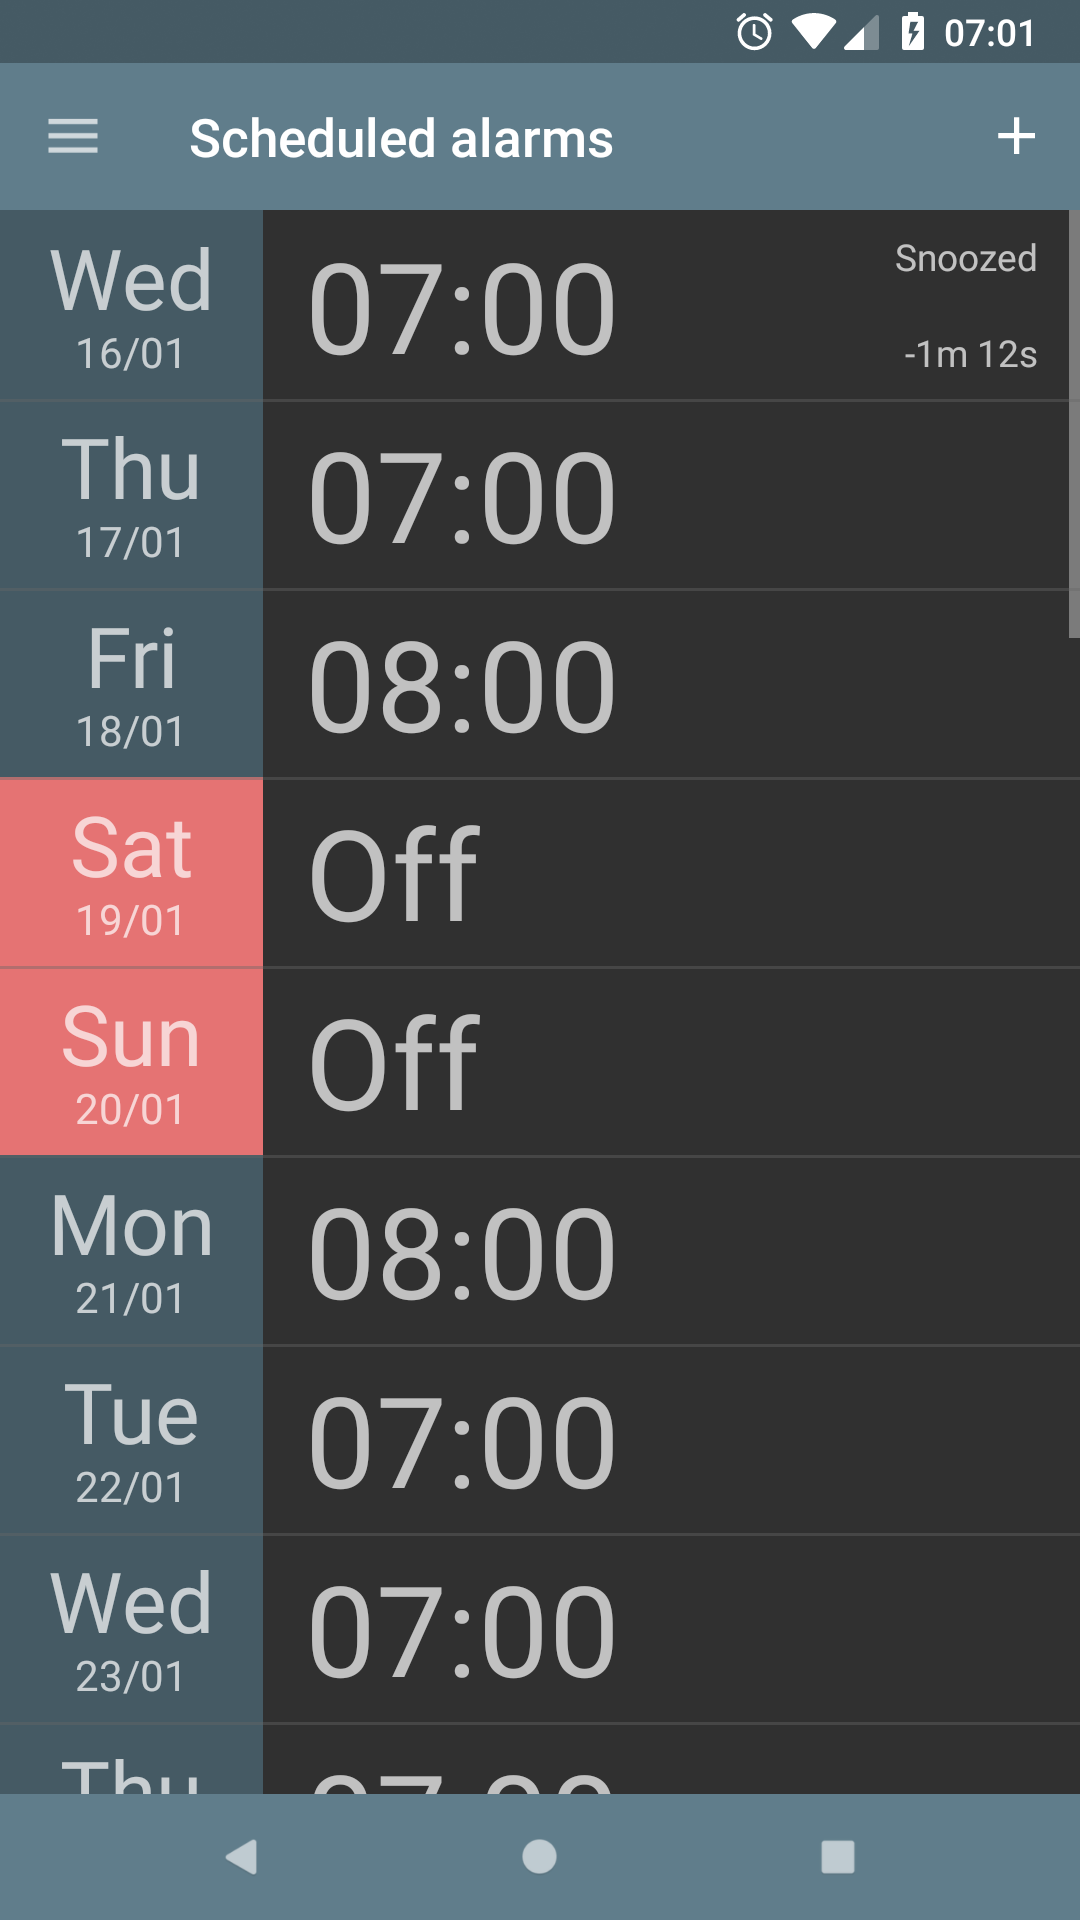 07:01
Scheduled alarms
Wed
16/01
07:00
Snoozed
-1m 12s
Thu
17/01
07:00
Fri
18/01
08:00
Sat
19/01
Off
Sun
20/01
Off
Mon
21/01
08:00
Tue
22/01
07:00
Wed
23/01
07:00
Thu